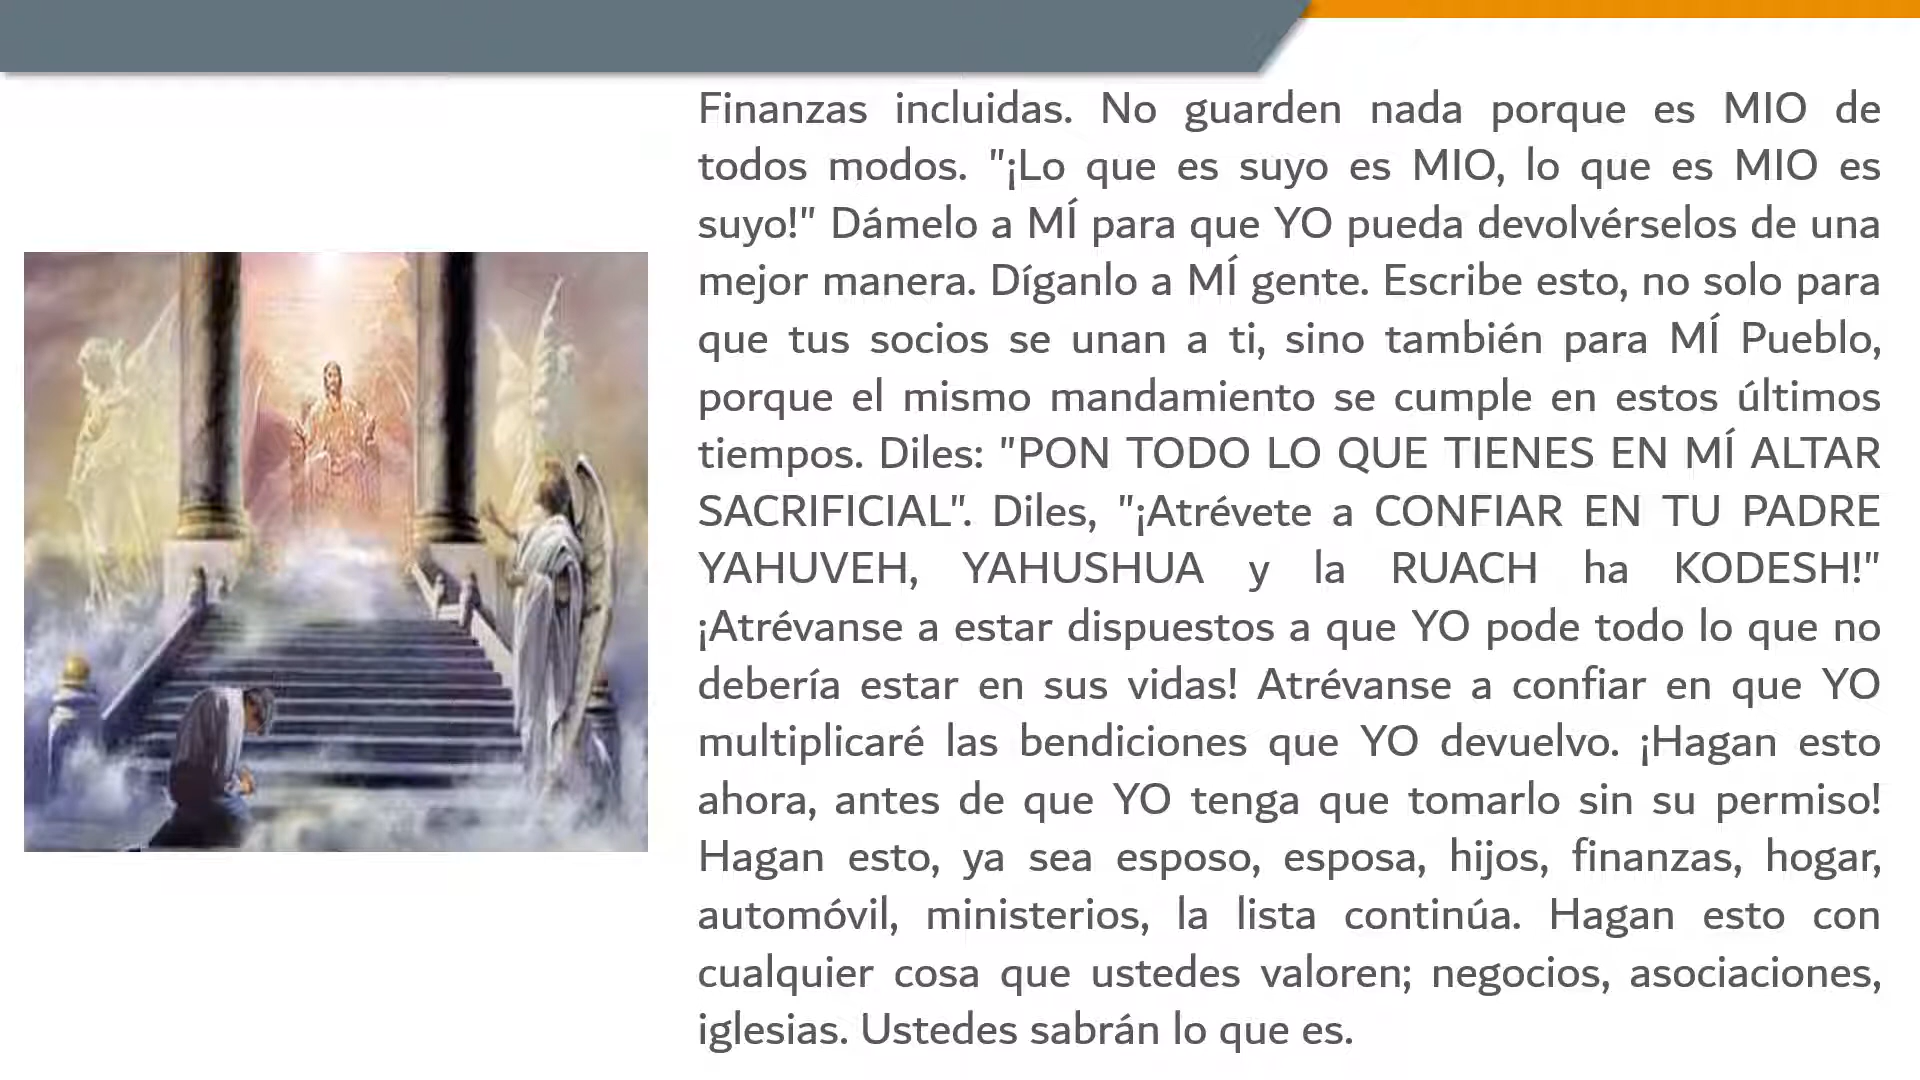 Finanzas incluidas. No guarden nada porque es MIO de
todos modos. "¡Lo que es suyo es MIO, lo que es MIO es
suyo!" Dámelo a MÍ para que YO pueda devolvérselos de una
mejor manera. Díganlo a MÍ gente. Escribe esto, no solo para
que tus socios se unan a ti, sino también para MÍ Pueblo,
porque el mismo mandamiento se cumple en estos últimos
tiempos. Diles: "PON TODO LO QUE TIENES EN MÍ ALTAR
SACRIFICIAL". Diles, "¡Atrévete a CONFIAR EN TU PADRE
YAHUVEH, YAHUSHUA y la RUACH ha KODESH!"
¡Atrévanse a estar dispuestos a que YO pode todo lo que no
debería estar en sus vidas! Atrévanse a confiar en que YO
multiplicaré las bendiciones que YO devuelvo. ¡Hagan esto
ahora, antes de que YO tenga que tomarlo sin su permiso!
Hagan esto, ya sea esposo, esposa, hijos, finanzas, hogar,
automóvil, ministerios, la lista continúa. Hagan esto con
cualquier cosa que ustedes valoren; negocios, asociaciones,
iglesias. Ustedes sabrán lo que es.